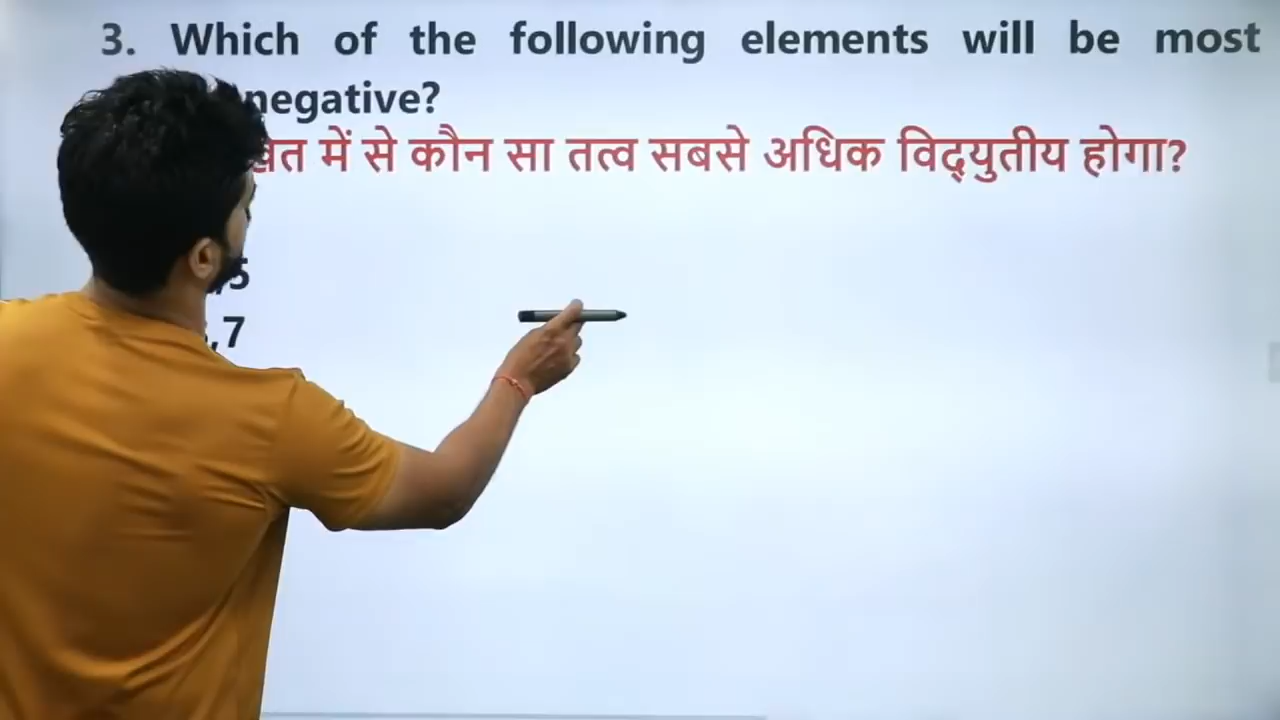 3. Which of the following elements will be most
negative?
में से कौन सा तत्व सबसे अधिक विद्युतीय होगा?
,5
,7